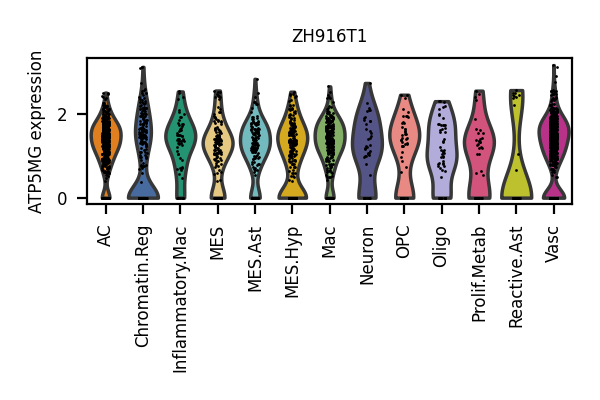 ZH916T1
ATP5MG expression
2
0
AC
Chromatin.Reg
Inflammatory.Mac
MES
MES.Ast
MES.Hyp
Mac
Neuron
OPC
Oligo
Prolif.Metab
Reactive.Ast
Vasc